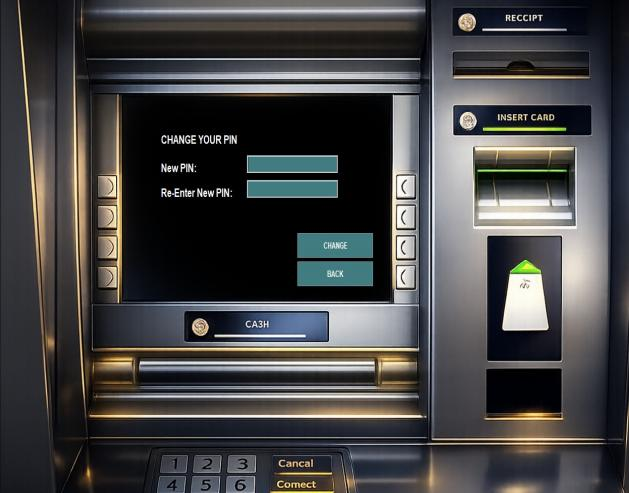 RECCIPT
INSERT CARD
CHANGE YOUR PIN
New PIN:
Re-Enter New PIN:
CHANGE
BACK
CA3H
1 2 3 Cancal
4 5 6 Comect